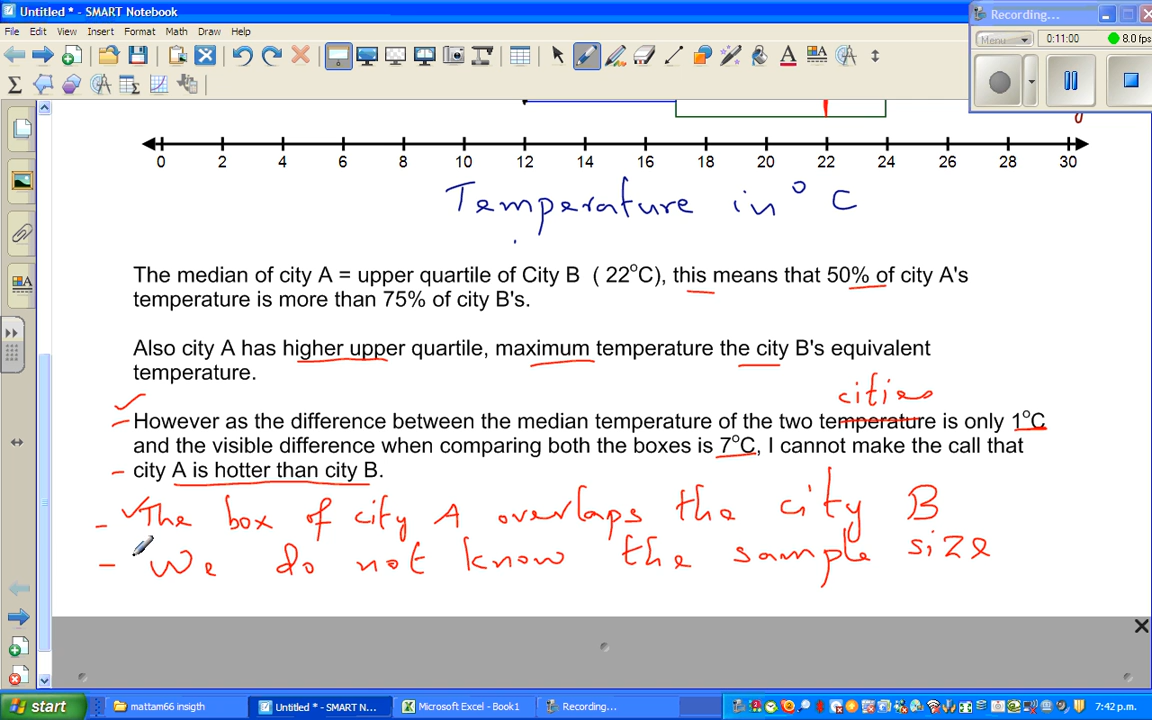 Untitled * - SMART Notebook
Recording...
File Edit View Insert Format Math Draw Help
Menu 0:11:00 8.0 fps
0 2 4 6 8 10 12 14 16 18 20 22 24 26 28 30
Temperature in ° C
The median of city A = upper quartile of City B ( 22°C), this means that 50% of city A's
temperature is more than 75% of city B's.
Also city A has higher upper quartile, maximum temperature the city B's equivalent
temperature.
cities
However as the difference between the median temperature of the two temperature is only 1°C
and the visible difference when comparing both the boxes is 7°C, I cannot make the call that
city A is hotter than city B.
- The box of city A overlaps the city B
- We do not know the sample size
start mattam66 insigth Untitled * - SMART N... Microsoft Excel - Book1 Recording... 7:42 p.m.